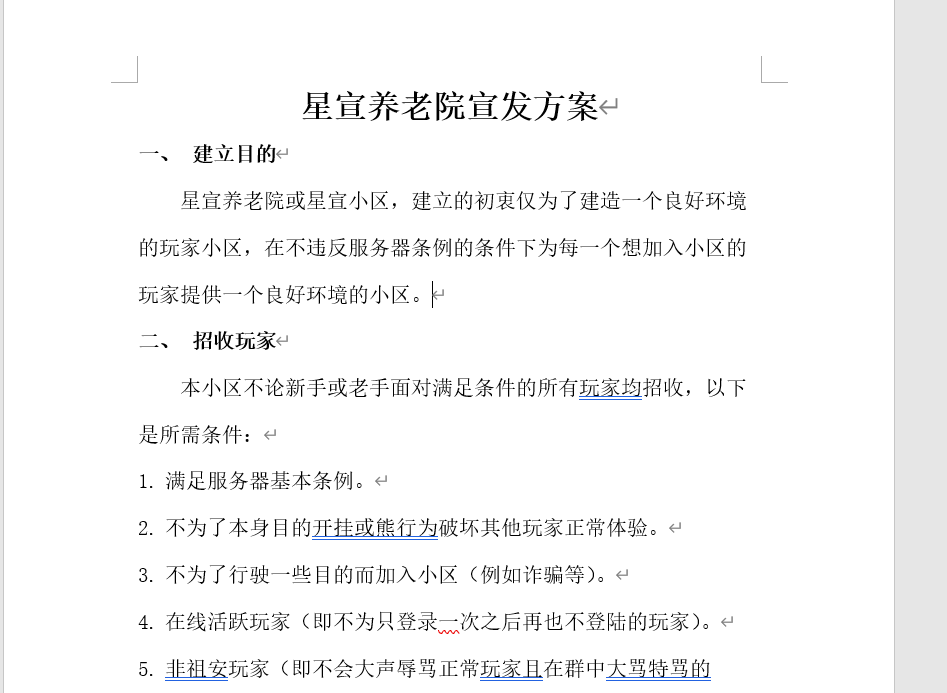 星宣养老院宣发方案
一、 建立目的
星宣养老院或星宣小区，建立的初衷仅为了建造一个良好环境
的玩家小区，在不违反服务器条例的条件下为每一个想加入小区的
玩家提供一个良好环境的小区。
二、 招收玩家
本小区不论新手或老手面对满足条件的所有玩家均招收，以下
是所需条件：
1. 满足服务器基本条例。
2. 不为了本身目的开挂或熊行为破坏其他玩家正常体验。
3. 不为了行驶一些目的而加入小区（例如诈骗等）。
4. 在线活跃玩家（即不为只登录一次之后再也不登陆的玩家）。
5. 非祖安玩家（即不会大声辱骂正常玩家且在群中大骂特骂的